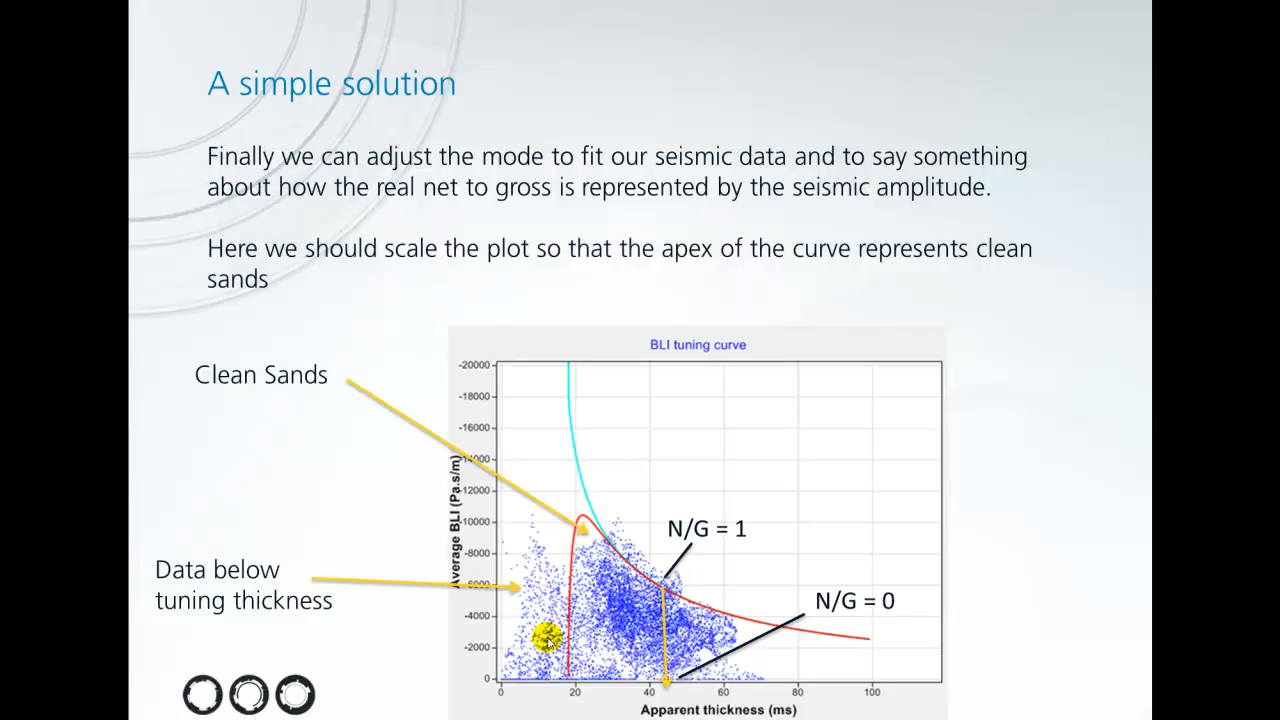 A simple solution
Finally we can adjust the mode to fit our seismic data and to say something
about how the real net to gross is represented by the seismic amplitude.
Here we should scale the plot so that the apex of the curve represents clean
sands
BLI tuning curve
Clean Sands
Data below
tuning thickness
N/G = 1
N/G = 0
Average BLI (Pa.s/m)
-20000
-18000
-16000
-14000
-12000
-10000
-8000
-6000
-4000
-2000
0
0 20 40 60 80 100
Apparent thickness (ms)